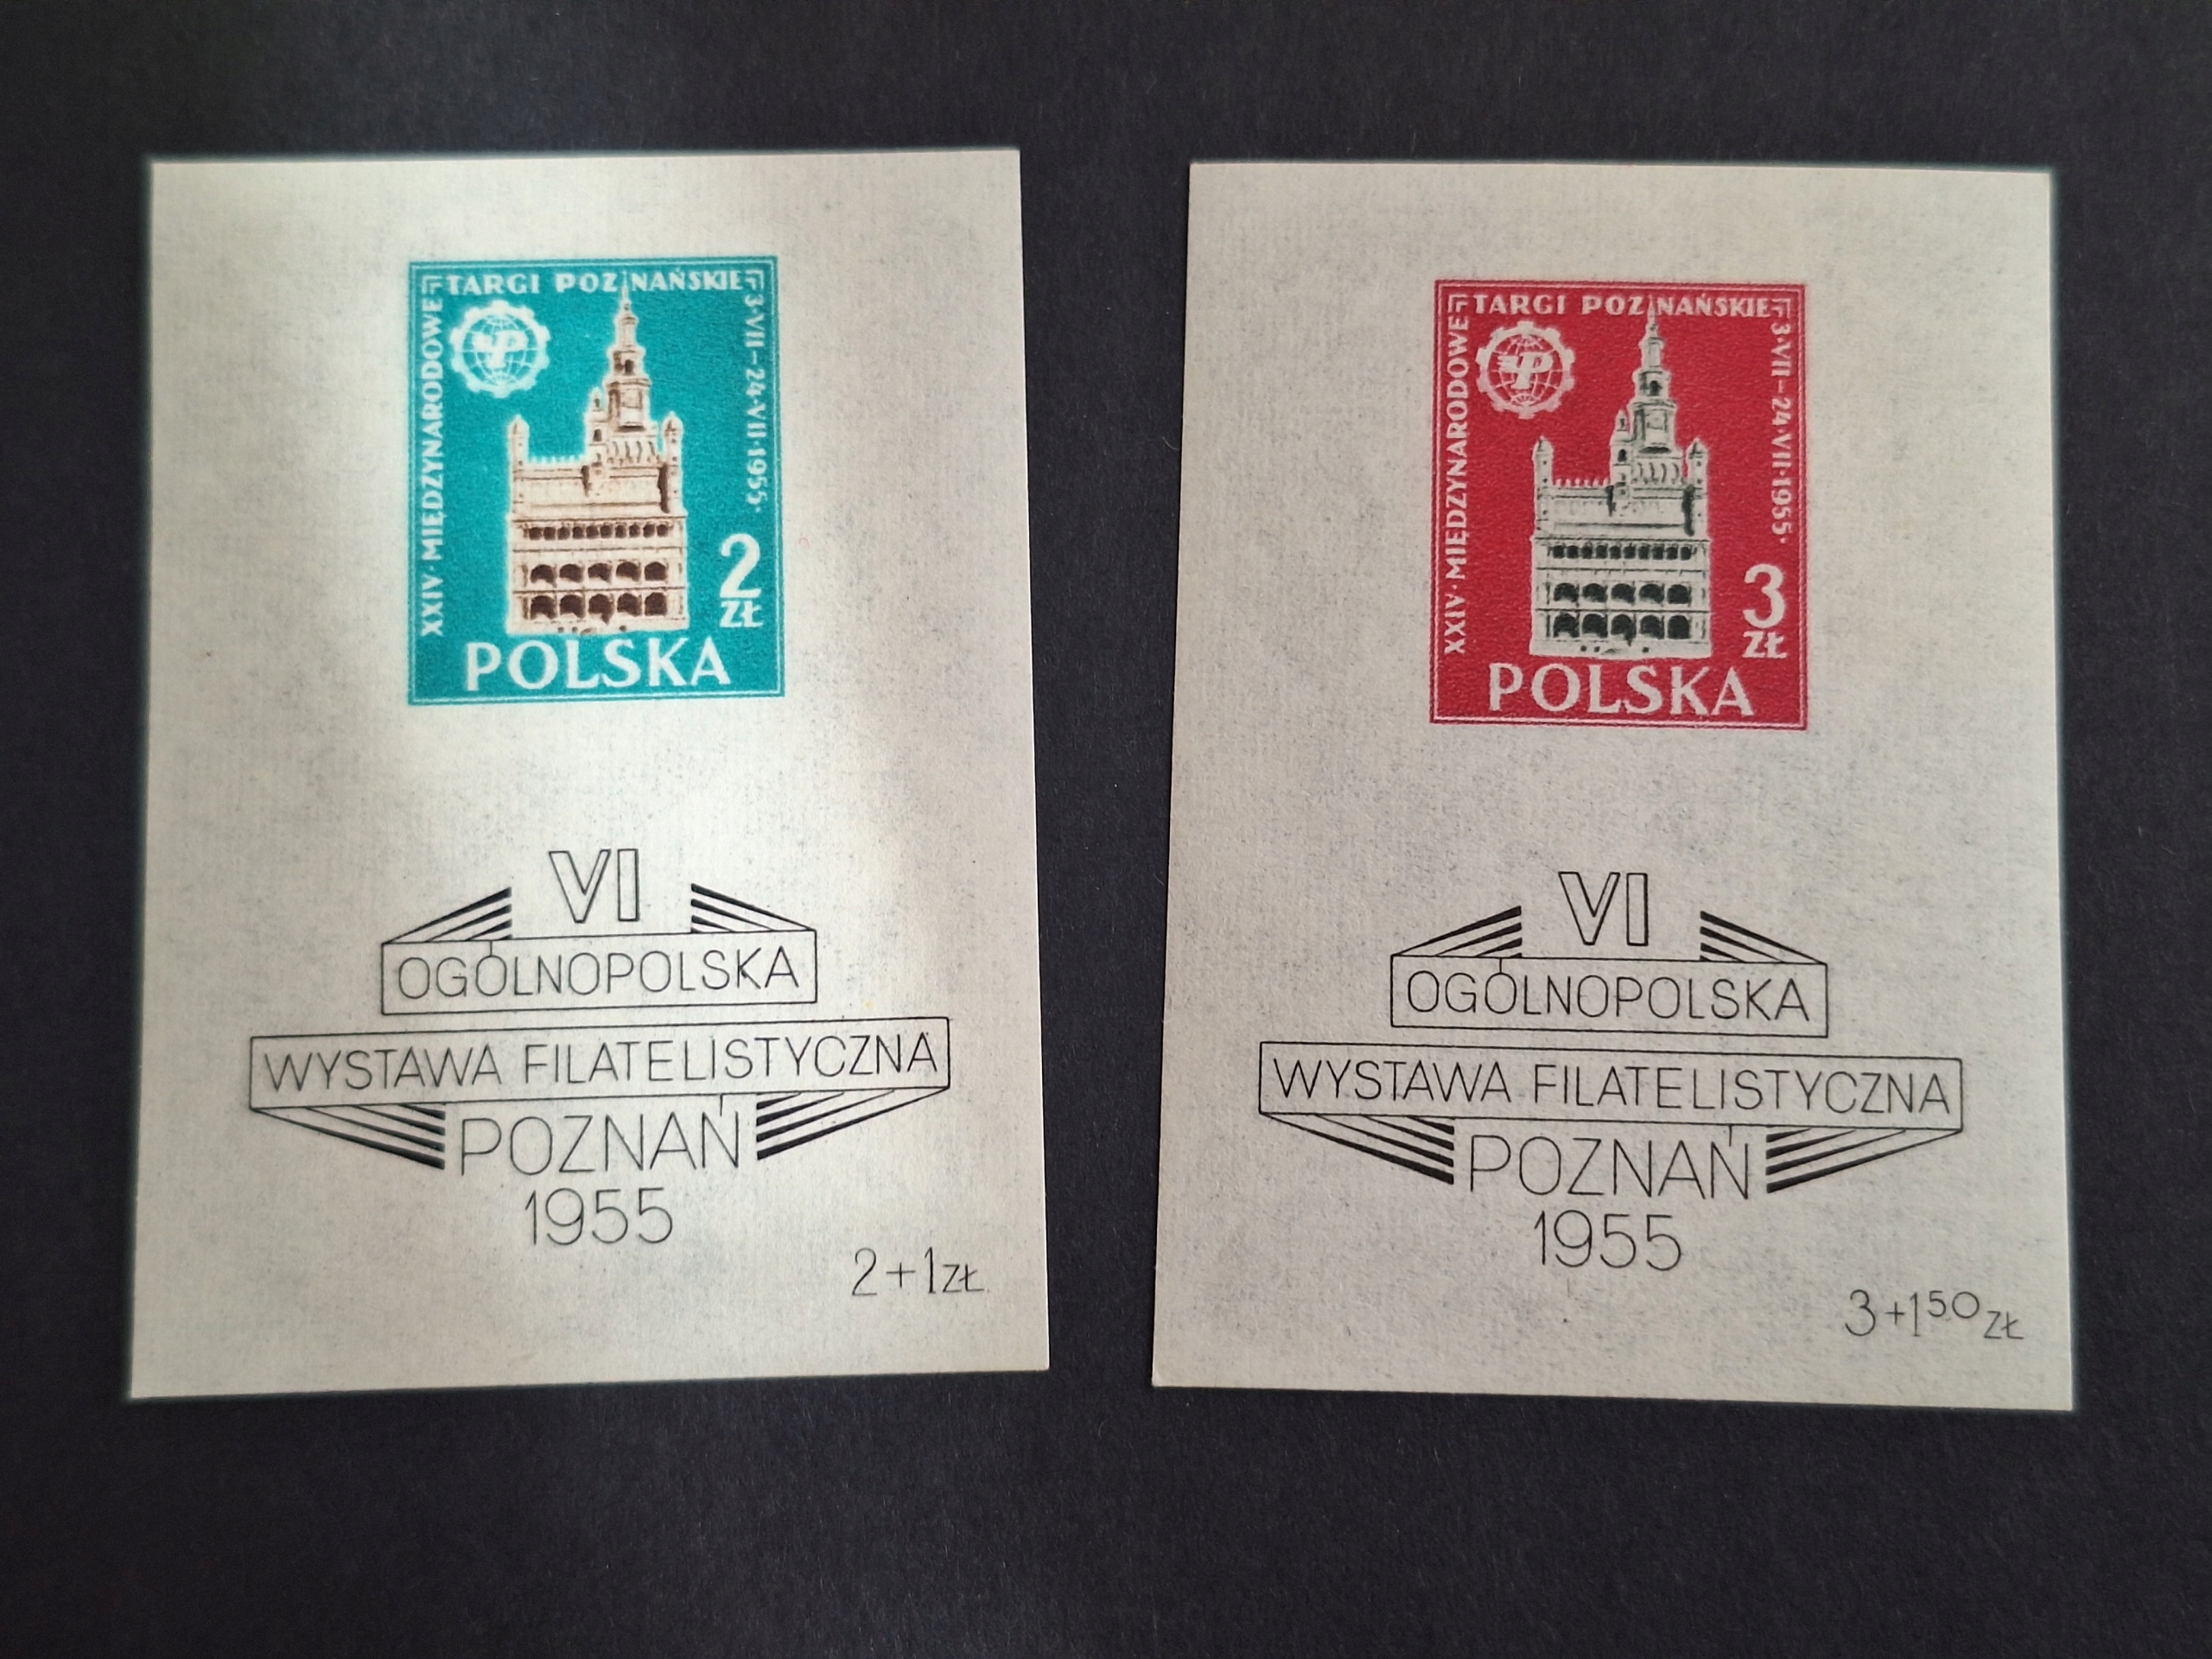 TARGI POZNAŃSKIE
XXIV·MIĘDZYNARODOWE
3·VII–24·VII·1955·
P
2
ZŁ
POLSKA
VI
OGÓLNOPOLSKA
WYSTAWA FILATELISTYCZNA
POZNAŃ
1955
2+1ZŁ
TARGI POZNAŃSKIE
XXIV·MIĘDZYNARODOWE
3·VII–24·VII·1955·
P
3
ZŁ
POLSKA
VI
OGÓLNOPOLSKA
WYSTAWA FILATELISTYCZNA
POZNAŃ
1955
3+1⁵⁰ZŁ